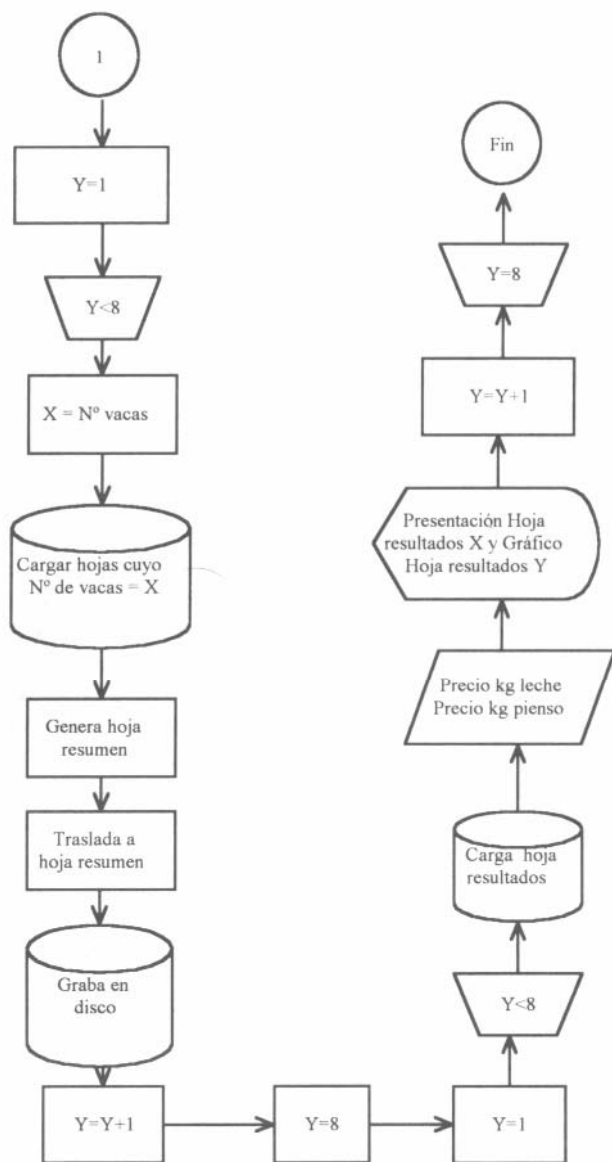 1
Y=1
Y<8
X = Nº vacas
Cargar hojas cuyo
Nº de vacas = X
Genera hoja
resumen
Traslada a
hoja resumen
Graba en
disco
Y=Y+1
Y=8
Y=1
Y<8
Carga hoja
resultados
Precio kg leche
Precio kg pienso
Presentación Hoja
resultados X y Gráfico
Hoja resultados Y
Y=Y+1
Y=8
Fin